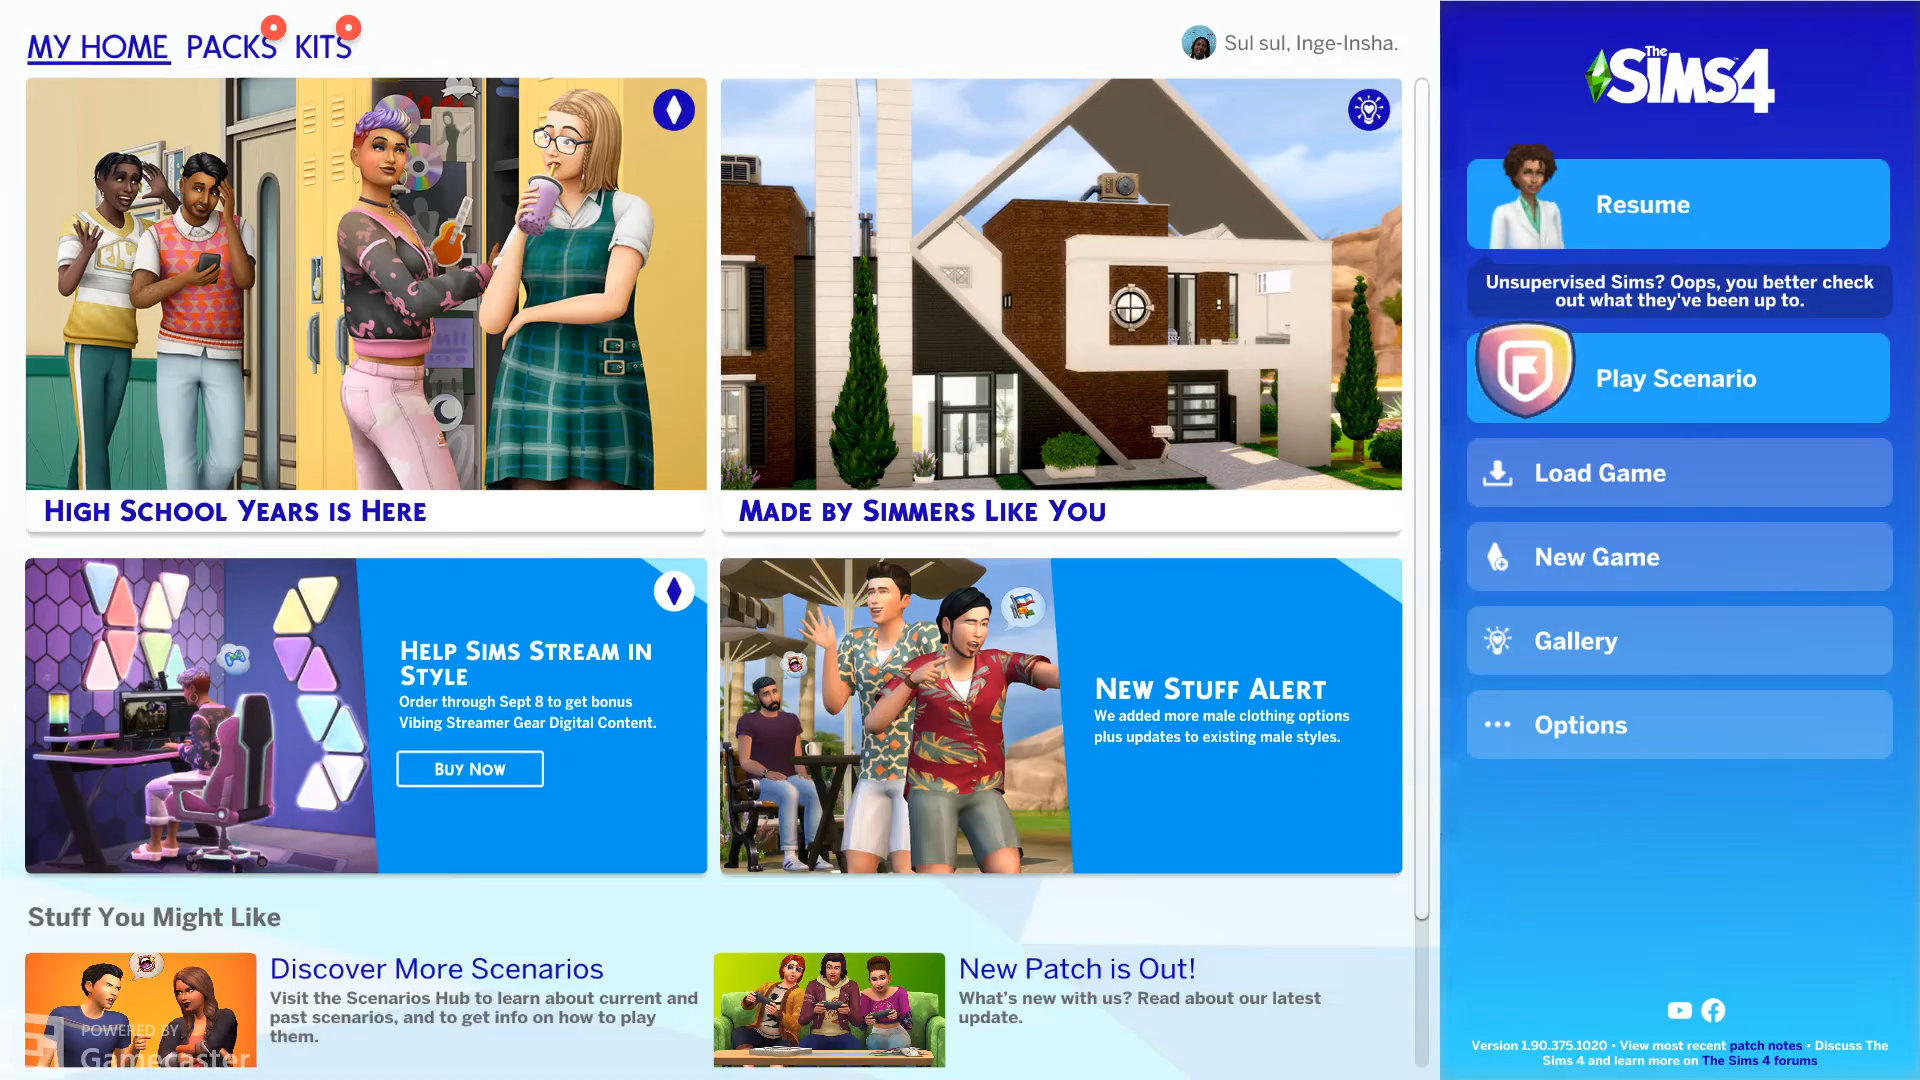 MY HOME PACKS KITS
Sul sul, Inge-Insha.
HIGH SCHOOL YEARS IS HERE
MADE BY SIMMERS LIKE YOU
HELP SIMS STREAM IN
STYLE
Order through Sept 8 to get bonus
Vibing Streamer Gear Digital Content.
BUY NOW
NEW STUFF ALERT
We added more male clothing options
plus updates to existing male styles.
Stuff You Might Like
Discover More Scenarios
Visit the Scenarios Hub to learn about current and
past scenarios, and to get info on how to play
them.
New Patch is Out!
What's new with us? Read about our latest
update.
POWERED BY
Gamecaster
The
SIMS4
Resume
Unsupervised Sims? Oops, you better check
out what they've been up to.
Play Scenario
Load Game
New Game
Gallery
Options
Version 1.90.375.1020 • View most recent patch notes • Discuss The
Sims 4 and learn more on The Sims 4 forums